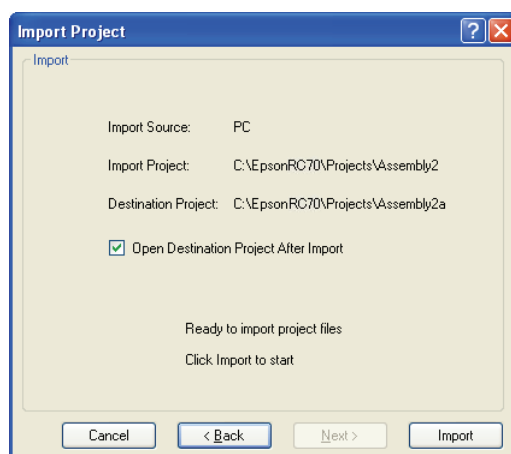 Import Project
Import
Import Source: PC
Import Project: C:\EpsonRC70\Projects\Assembly2
Destination Project: C:\EpsonRC70\Projects\Assembly2a
Open Destination Project After Import
Ready to import project files
Click Import to start
Cancel < Back Next > Import